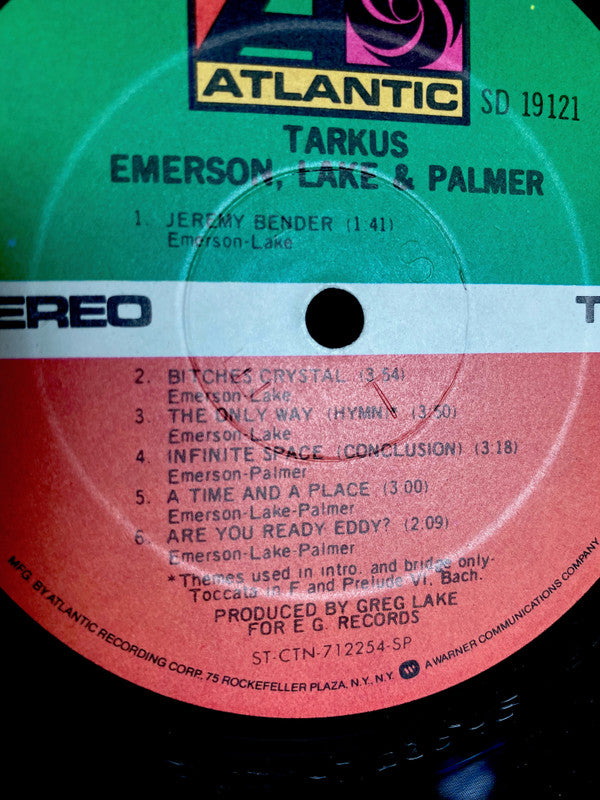 ATLANTIC
SD 19121
TARKUS
EMERSON, LAKE & PALMER
1. JEREMY BENDER (1 41)
Emerson-Lake
EREO
T
2. BITCHES CRYSTAL (3:54)
Emerson-Lake
3. THE ONLY WAY (HYMN)* (3:50)
Emerson-Lake
4. INFINITE SPACE (CONCLUSION) (3:18)
Emerson-Palmer
5. A TIME AND A PLACE (3:00)
Emerson-Lake-Palmer
6. ARE YOU READY EDDY? (2:09)
Emerson-Lake-Palmer
*Themes used in intro. and bridge only-
Toccata in F and Prelude VI, Bach.
PRODUCED BY GREG LAKE
FOR E G. RECORDS
ST-CTN-712254-SP
MFG. BY ATLANTIC RECORDING CORP., 75 ROCKEFELLER PLAZA, N.Y., N.Y. A WARNER COMMUNICATIONS COMPANY